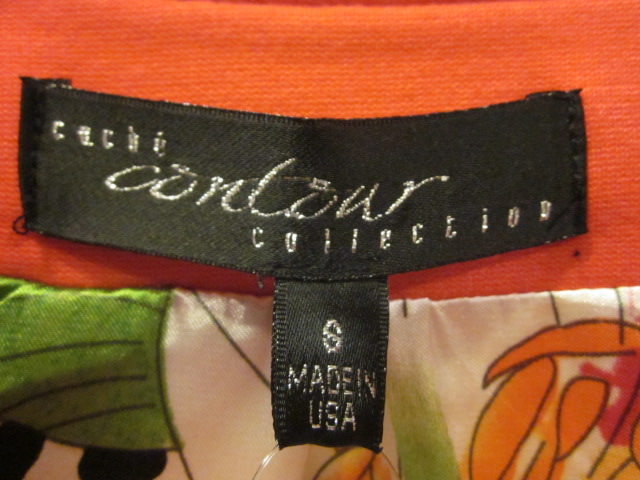 caché
contour
collection
6
MADE IN
USA